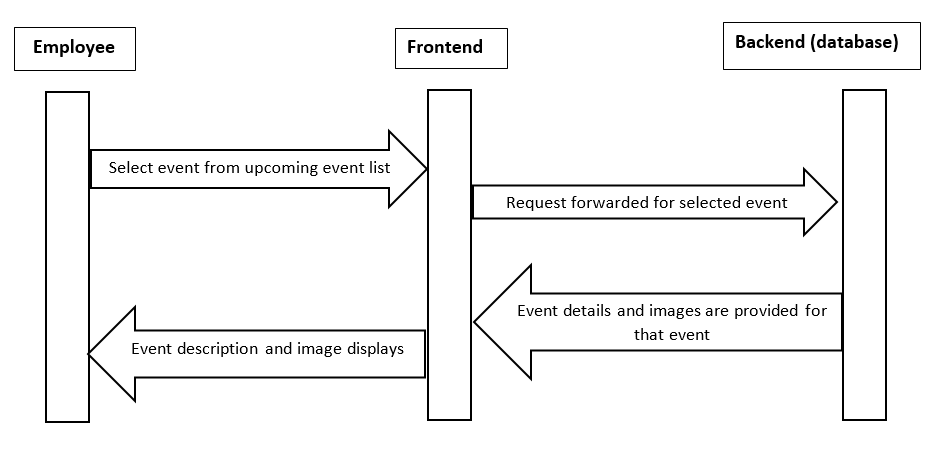 Employee
Frontend
Backend (database)
Select event from upcoming event list
Request forwarded for selected event
Event details and images are provided for
that event
Event description and image displays